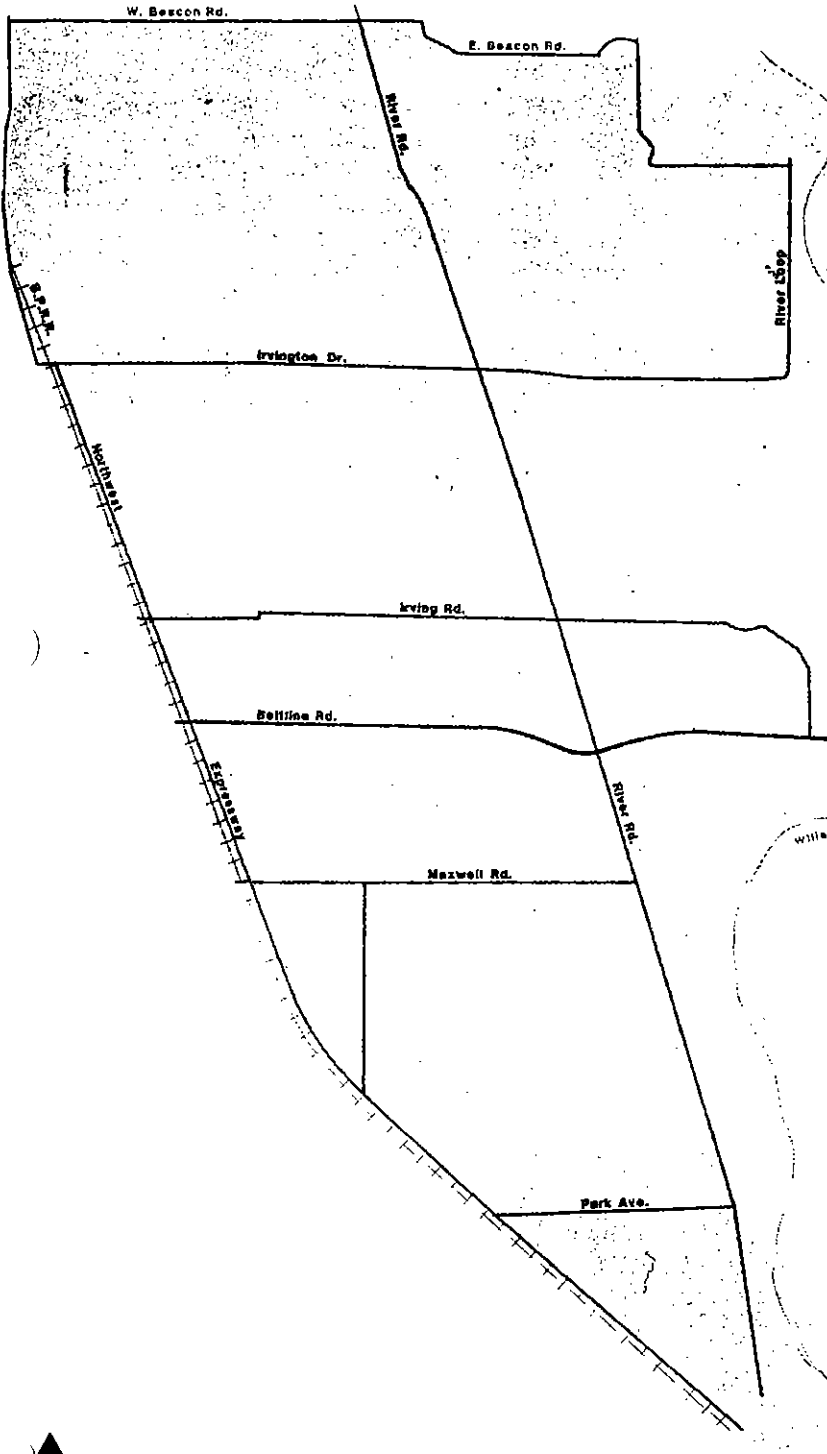 W. Beacon Rd.
E. Beacon Rd.
River Rd.
River Loop
S.P.R.R.
Irvington Dr.
Northwest
Irving Rd.
Beltline Rd.
Expressway
River Rd.
Maxwell Rd.
Park Ave.